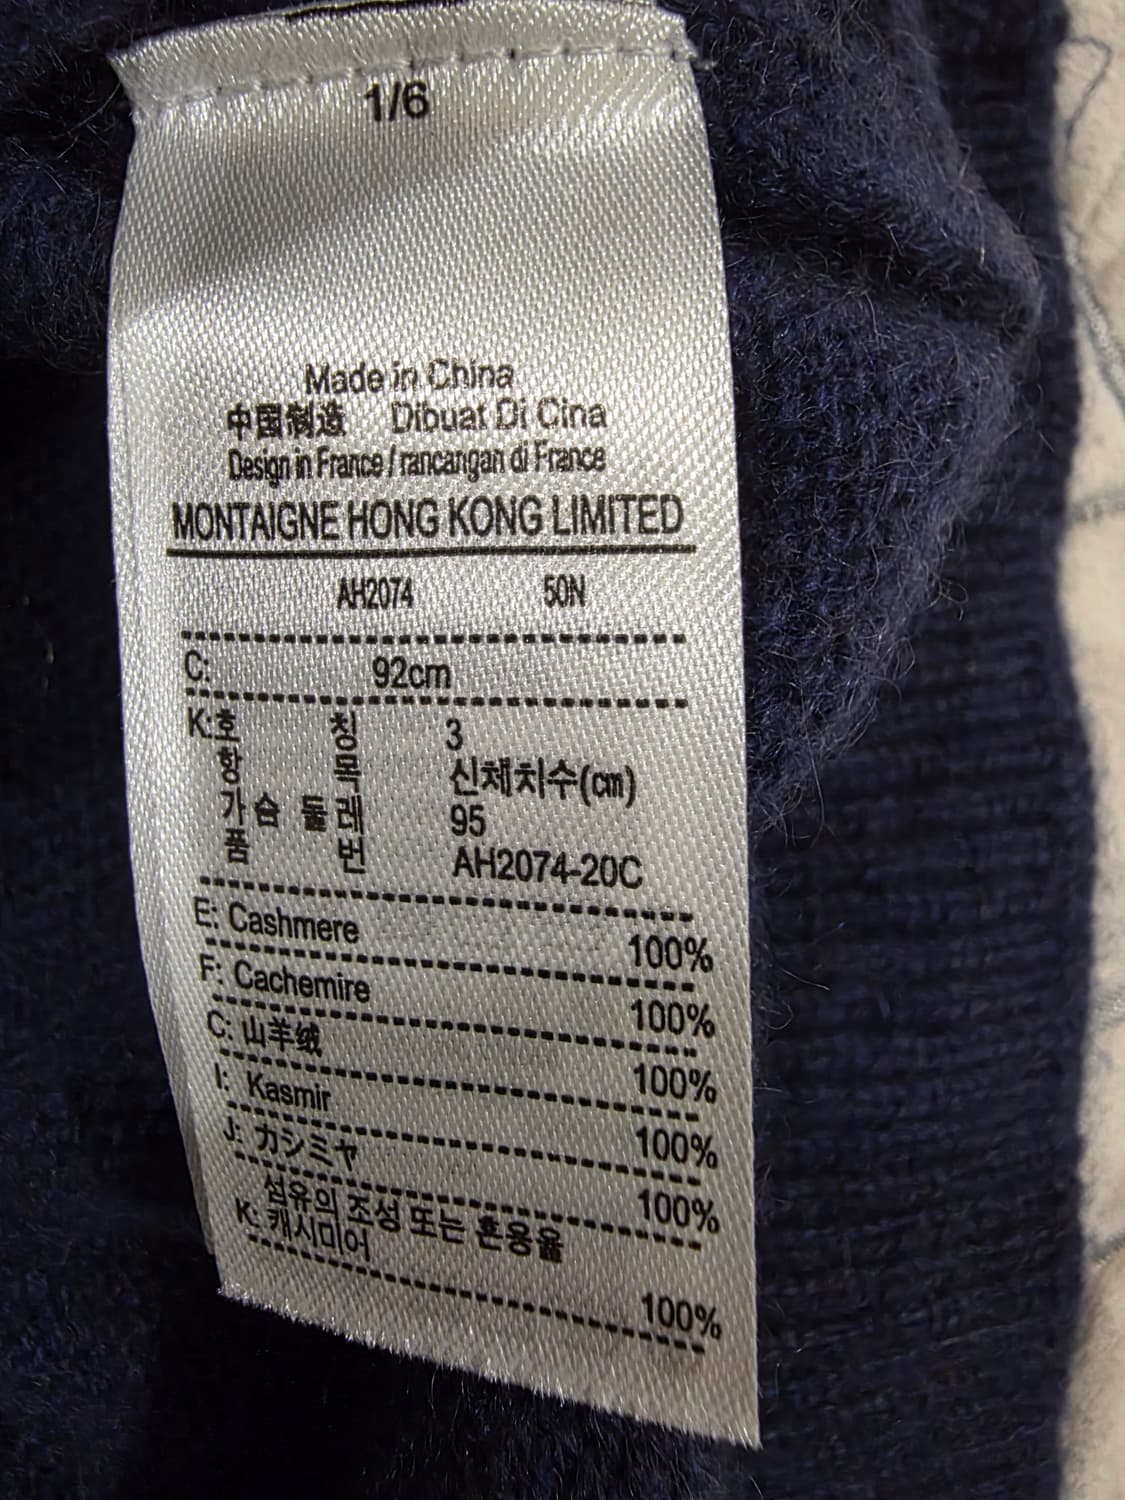 1/6
Made in China
中国制造 Dibuat Di Cina
Design in France / rancangan di France
MONTAIGNE HONG KONG LIMITED
AH2074 50N
C: 92cm
K: 호 칭 3
항 목 신체치수(㎝)
가 슴 둘 레 95
품 번 AH2074-20C
E: Cashmere 100%
F: Cachemire 100%
C: 山羊绒 100%
I: Kasmir 100%
J: カシミヤ 100%
섬유의 조성 또는 혼용율
K: 캐시미어 100%